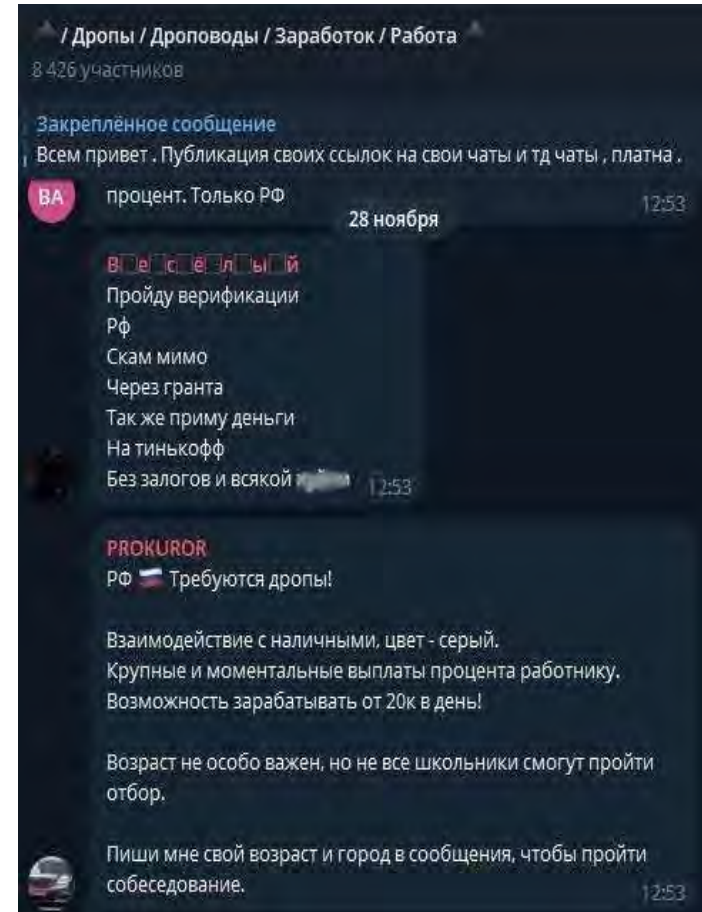 / Дропы / Дроповоды / Заработок / Работа
8 426 участников
Закреплённое сообщение
Всем привет . Публикация своих ссылок на свои чаты и тд чаты , платна .
ВА
процент. Только РФ
12:53
28 ноября
В е с ё л ы й
Пройду верификации
Рф
Скам мимо
Через гранта
Так же приму деньги
На тинькофф
Без залогов и всякой
12:53
PROKUROR
РФ 🇷🇺 Требуются дропы!
Взаимодействие с наличными, цвет - серый.
Крупные и моментальные выплаты процента работнику.
Возможность зарабатывать от 20к в день!
Возраст не особо важен, но не все школьники смогут пройти
отбор.
Пиши мне свой возраст и город в сообщения, чтобы пройти
собеседование.
12:53